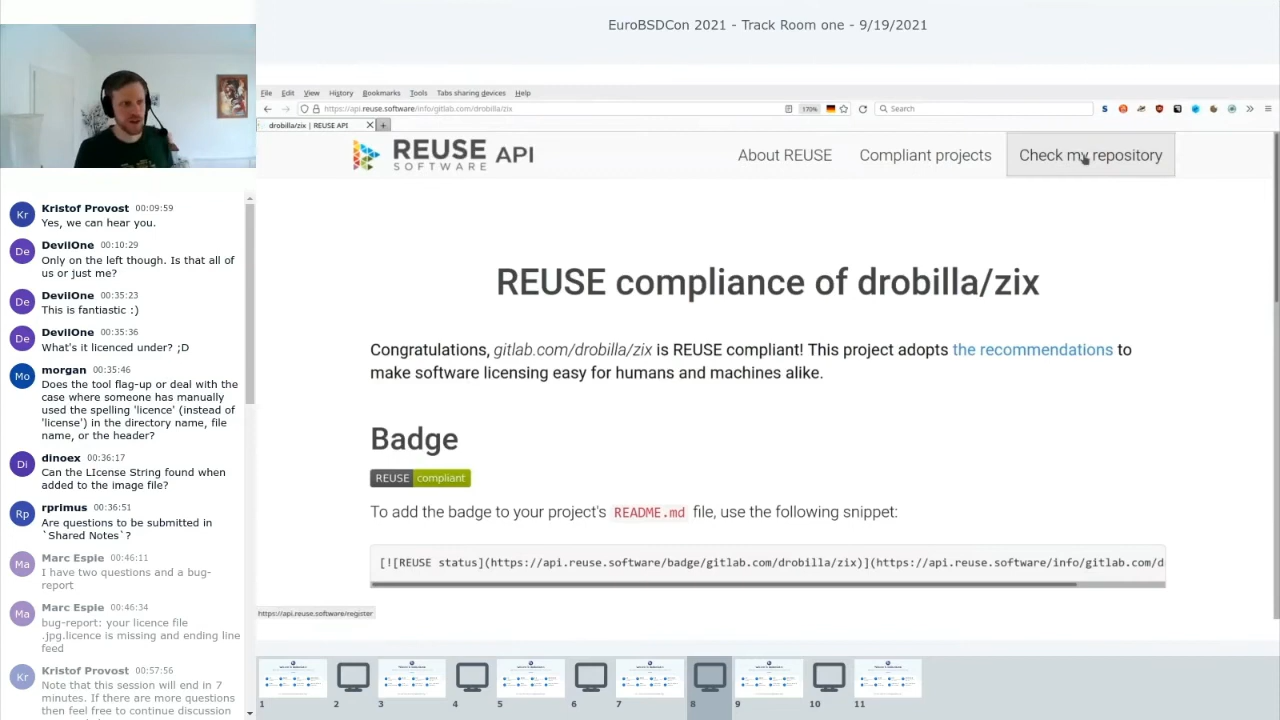 EuroBSDCon 2021 - Track Room one - 9/19/2021
File Edit View History Bookmarks Tools Tabs sharing devices Help
https://api.reuse.software/info/gitlab.com/drobilla/zix
170%
Search
drobilla/zix | REUSE API
REUSE SOFTWARE API
About REUSE
Compliant projects
Check my repository
REUSE compliance of drobilla/zix
Congratulations, gitlab.com/drobilla/zix is REUSE compliant! This project adopts the recommendations to
make software licensing easy for humans and machines alike.
Badge
REUSE compliant
To add the badge to your project's README.md file, use the following snippet:
[![REUSE status](https://api.reuse.software/badge/gitlab.com/drobilla/zix)](https://api.reuse.software/info/gitlab.com/d
https://api.reuse.software/register
Kr
Kristof Provost 00:09:59
Yes, we can hear you.
De
DevilOne 00:10:29
Only on the left though. Is that all of
us or just me?
De
DevilOne 00:35:23
This is fantiastic :)
De
DevilOne 00:35:36
What's it licenced under? ;D
Mo
morgan 00:35:46
Does the tool flag-up or deal with the
case where someone has manually
used the spelling 'licence' (instead of
'license') in the directory name, file
name, or the header?
Di
dinoex 00:36:17
Can the LIcense String found when
added to the image file?
Rp
rprimus 00:36:51
Are questions to be submitted in
`Shared Notes`?
Ma
Marc Espie 00:46:11
I have two questions and a bug-
report
Ma
Marc Espie 00:46:34
bug-report: your licence file
.jpg.licence is missing and ending line
feed
Kr
Kristof Provost 00:57:56
Note that this session will end in 7
minutes. If there are more questions
then feel free to continue discussion
1 2 3 4 5 6 7 8 9 10 11